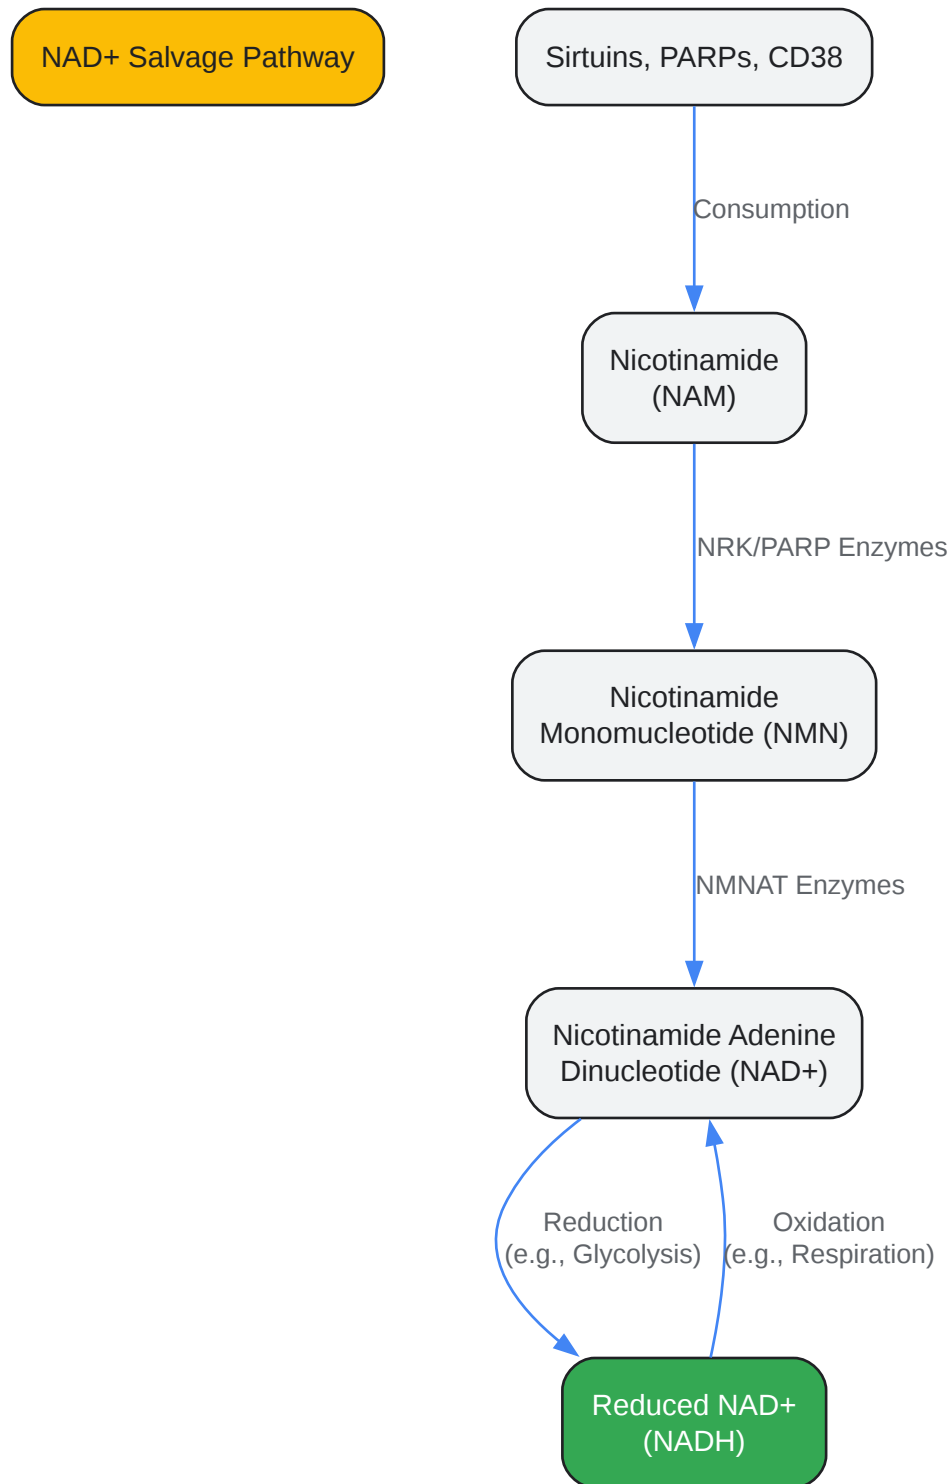 NAD+ Salvage Pathway
Sirtuins, PARPs, CD38
Consumption
Nicotinamide
(NAM)
NRK/PARP Enzymes
Nicotinamide
Monomucleotide (NMN)
NMNAT Enzymes
Nicotinamide Adenine
Dinucleotide (NAD+)
Reduction
(e.g., Glycolysis)
Oxidation
(e.g., Respiration)
Reduced NAD+
(NADH)